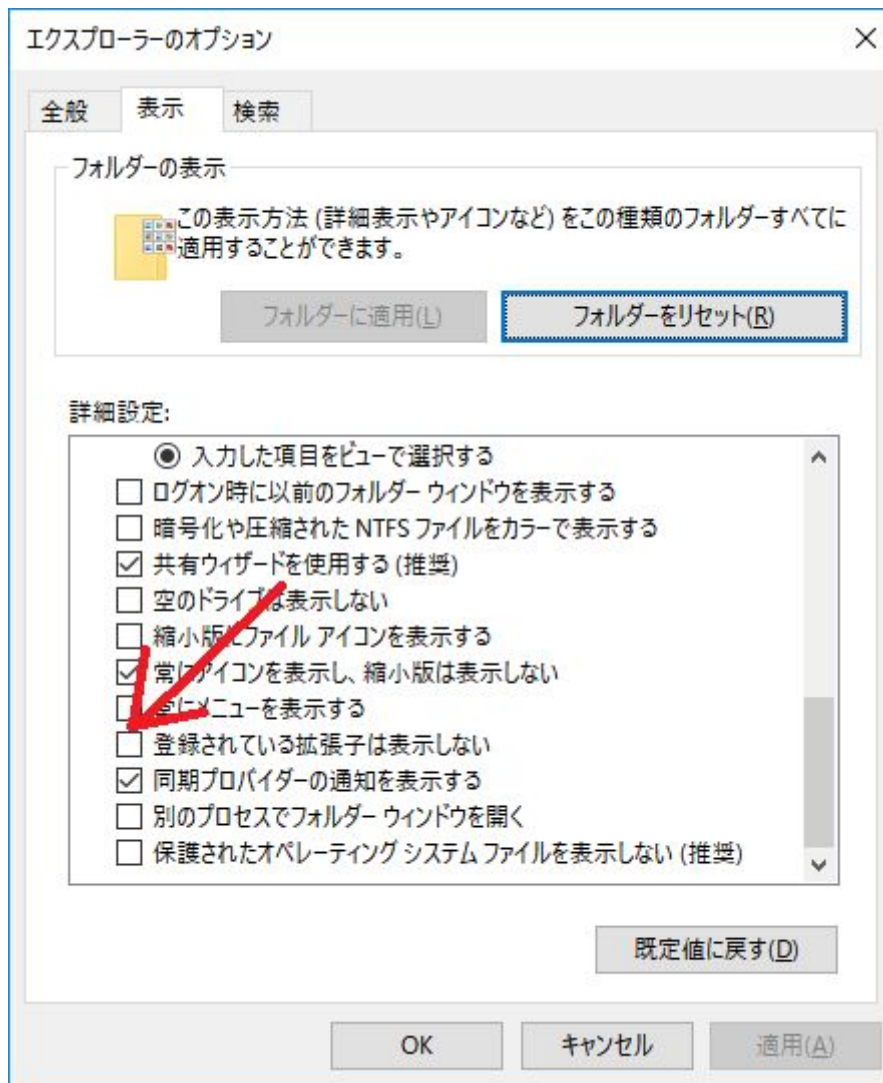 エクスプローラーのオプション
全般
表示
検索
フォルダーの表示
この表示方法 (詳細表示やアイコンなど) をこの種類のフォルダーすべてに
適用することができます。
フォルダーに適用(L)
フォルダーをリセット(R)
詳細設定:
入力した項目をビューで選択する
ログオン時に以前のフォルダー ウィンドウを表示する
暗号化や圧縮された NTFS ファイルをカラーで表示する
共有ウィザードを使用する (推奨)
空のドライブは表示しない
縮小版にファイル アイコンを表示する
常にアイコンを表示し、縮小版は表示しない
常にメニューを表示する
登録されている拡張子は表示しない
同期プロバイダーの通知を表示する
別のプロセスでフォルダー ウィンドウを開く
保護されたオペレーティング システム ファイルを表示しない (推奨)
既定値に戻す(D)
OK
キャンセル
適用(A)